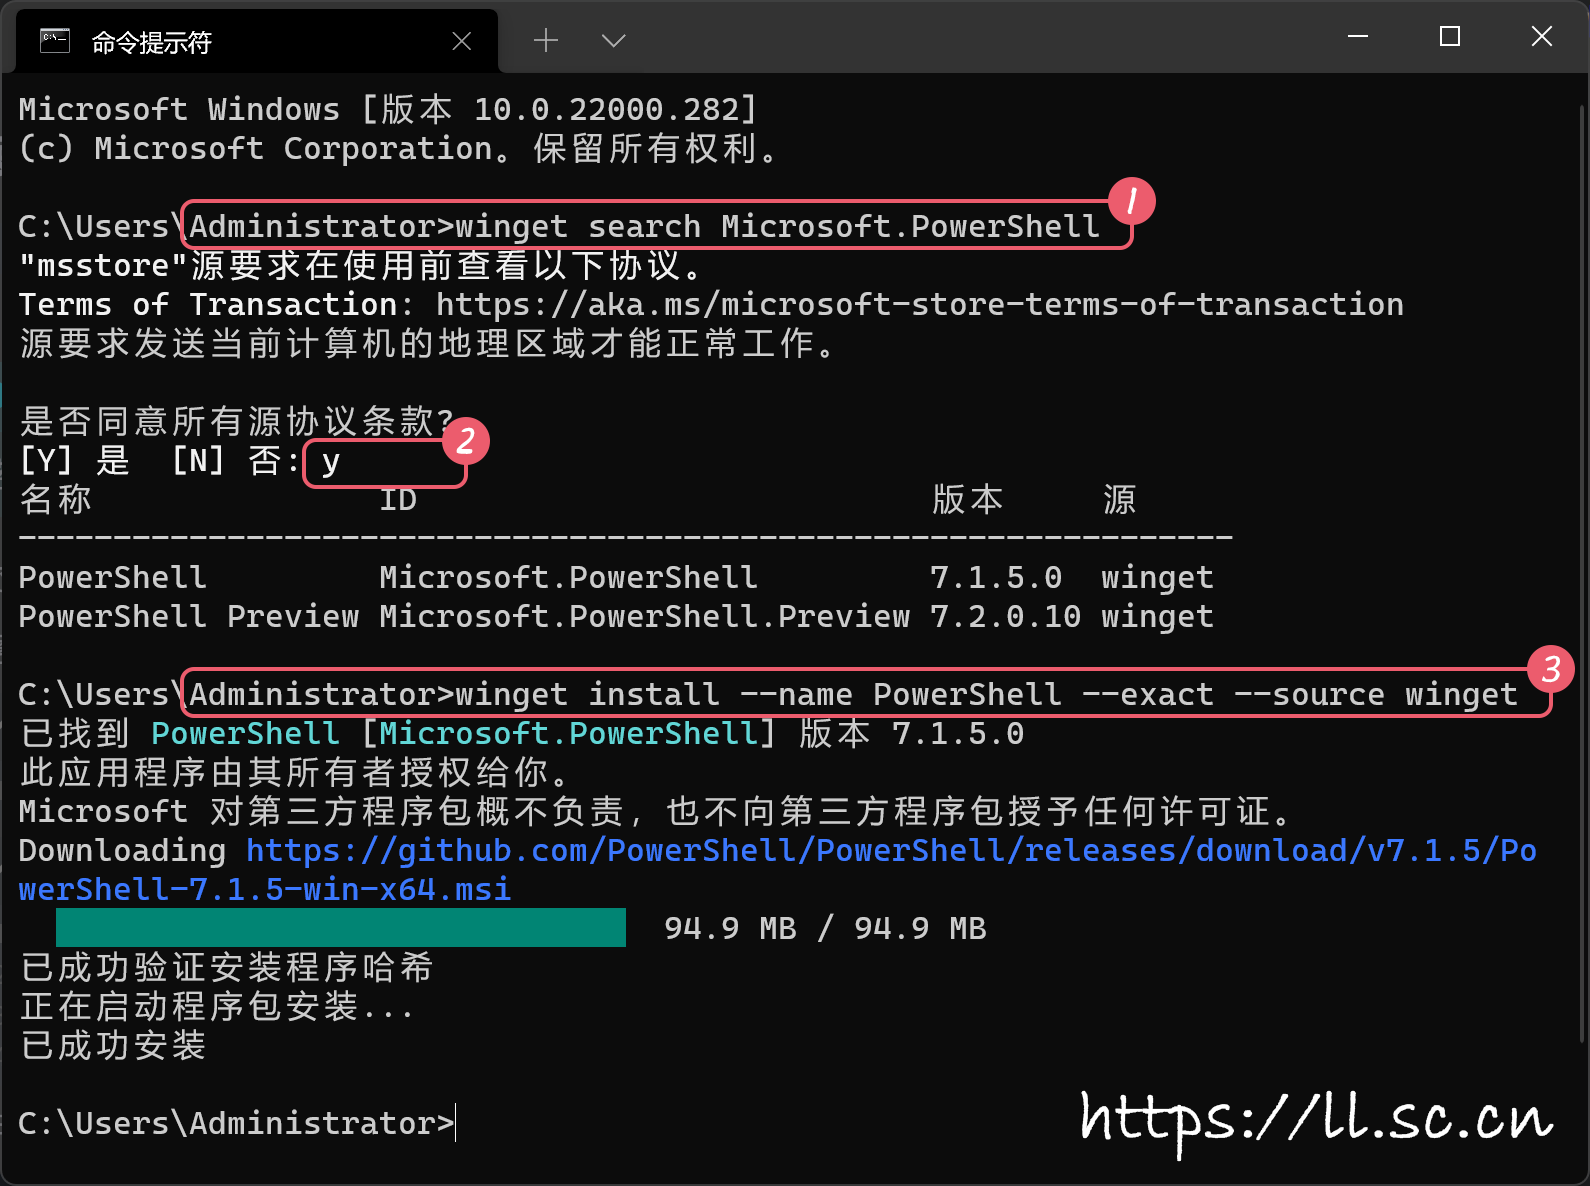 命令提示符
Microsoft Windows [版本 10.0.22000.282]
(c) Microsoft Corporation。保留所有权利。
C:\Users\Administrator>winget search Microsoft.PowerShell
1
"msstore"源要求在使用前查看以下协议。
Terms of Transaction: https://aka.ms/microsoft-store-terms-of-transaction
源要求发送当前计算机的地理区域才能正常工作。
是否同意所有源协议条款?
2
[Y] 是  [N] 否: y
名称 ID 版本 源
----------------------------------------------------------------
PowerShell Microsoft.PowerShell 7.1.5.0 winget
PowerShell Preview Microsoft.PowerShell.Preview 7.2.0.10 winget
3
C:\Users\Administrator>winget install --name PowerShell --exact --source winget
已找到 PowerShell [Microsoft.PowerShell] 版本 7.1.5.0
此应用程序由其所有者授权给你。
Microsoft 对第三方程序包概不负责，也不向第三方程序包授予任何许可证。
Downloading https://github.com/PowerShell/PowerShell/releases/download/v7.1.5/Po
werShell-7.1.5-win-x64.msi
94.9 MB / 94.9 MB
已成功验证安装程序哈希
正在启动程序包安装...
已成功安装
C:\Users\Administrator>
https://ll.sc.cn